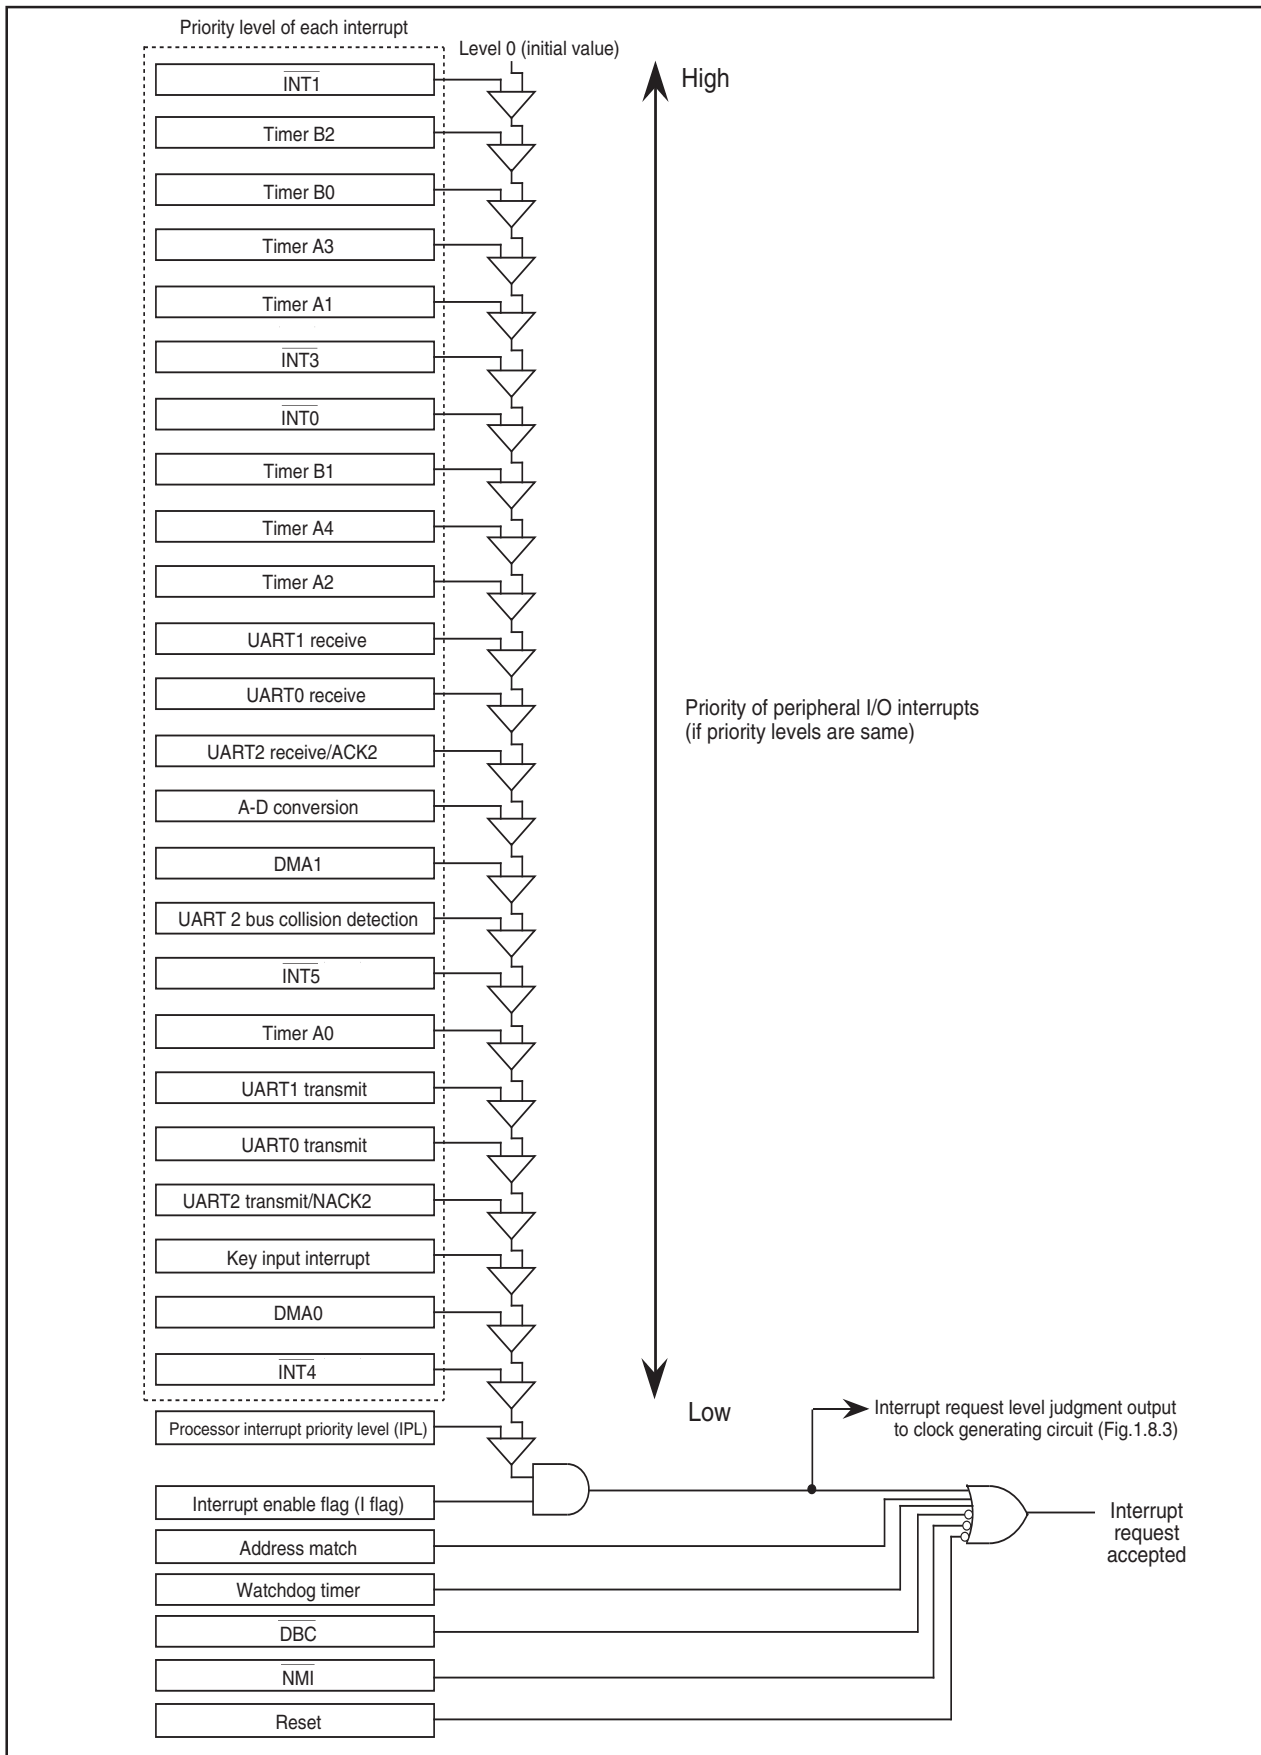 Priority level of each interrupt
Level 0 (initial value)
INT1
High
Timer B2
Timer B0
Timer A3
Timer A1
INT3
INT0
Timer B1
Timer A4
Timer A2
UART1 receive
UART0 receive
Priority of peripheral I/O interrupts
(if priority levels are same)
UART2 receive/ACK2
A-D conversion
DMA1
UART 2 bus collision detection
INT5
Timer A0
UART1 transmit
UART0 transmit
UART2 transmit/NACK2
Key input interrupt
DMA0
INT4
Low
Processor interrupt priority level (IPL)
Interrupt request level judgment output
to clock generating circuit (Fig.1.8.3)
Interrupt enable flag (I flag)
Interrupt
request
accepted
Address match
Watchdog timer
DBC
NMI
Reset